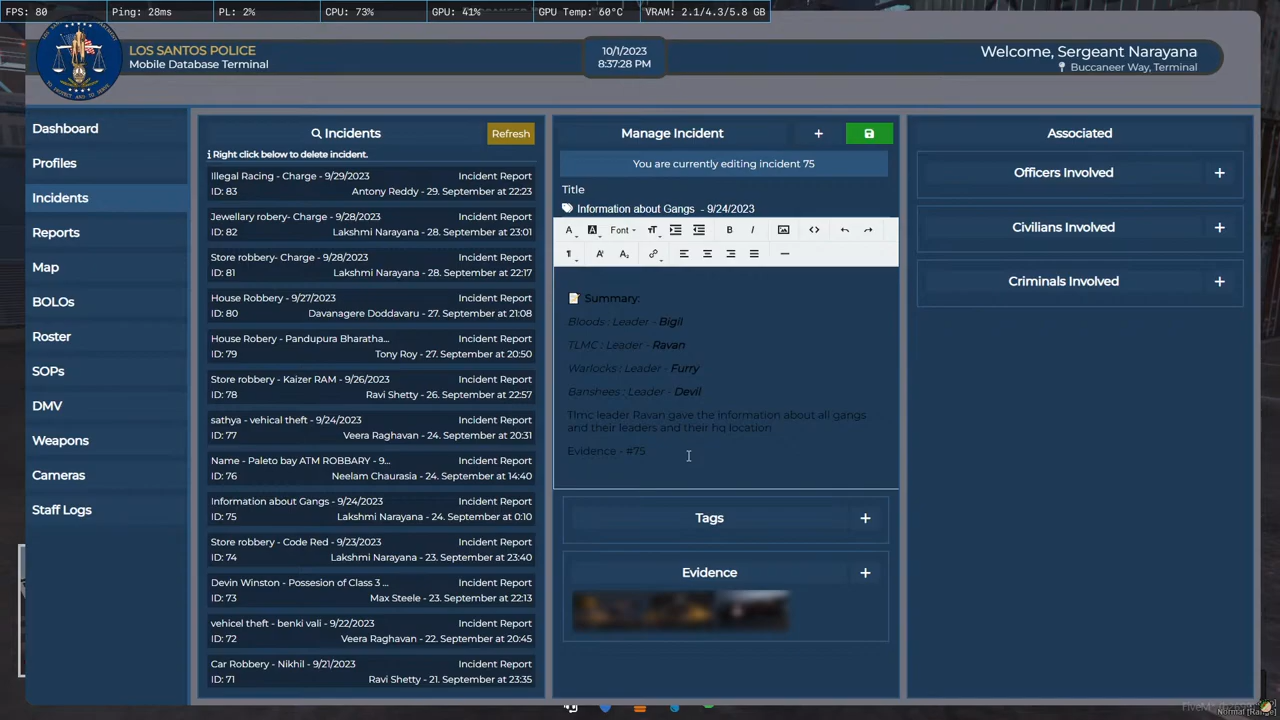 FPS: 80
Ping: 28ms
PL: 2%
CPU: 73%
GPU: 41%
GPU Temp: 60°C
VRAM: 2.1/4.3/5.8 GB
LOS SANTOS POLICE
Mobile Database Terminal
10/1/2023
8:37:28 PM
Welcome, Sergeant Narayana
Buccaneer Way, Terminal
Dashboard
Profiles
Incidents
Reports
Map
BOLOs
Roster
SOPs
DMV
Weapons
Cameras
Staff Logs
Incidents
Refresh
Right click below to delete incident.
Illegal Racing - Charge - 9/29/2023 Incident Report
ID: 83 Antony Reddy - 29. September at 22:23
Jewellary robery- Charge - 9/28/2023 Incident Report
ID: 82 Lakshmi Narayana - 28. September at 23:01
Store robbery- Charge - 9/28/2023 Incident Report
ID: 81 Lakshmi Narayana - 28. September at 22:17
House Robbery - 9/27/2023 Incident Report
ID: 80 Davanagere Doddavaru - 27. September at 21:08
House Robery - Pandupura Bharatha... Incident Report
ID: 79 Tony Roy - 27. September at 20:50
Store robbery - Kaizer RAM - 9/26/2023 Incident Report
ID: 78 Ravi Shetty - 26. September at 22:57
sathya - vehical theft - 9/24/2023 Incident Report
ID: 77 Veera Raghavan - 24. September at 20:31
Name - Paleto bay ATM ROBBARY - 9... Incident Report
ID: 76 Neelam Chaurasia - 24. September at 14:40
Information about Gangs - 9/24/2023 Incident Report
ID: 75 Lakshmi Narayana - 24. September at 0:10
Store robbery - Code Red - 9/23/2023 Incident Report
ID: 74 Lakshmi Narayana - 23. September at 23:40
Devin Winston - Possesion of Class 3 ... Incident Report
ID: 73 Max Steele - 23. September at 22:13
vehicel theft - benki vali - 9/22/2023 Incident Report
ID: 72 Veera Raghavan - 22. September at 20:45
Car Robbery - Nikhil - 9/21/2023 Incident Report
ID: 71 Ravi Shetty - 21. September at 23:35
Manage Incident
You are currently editing incident 75
Title
Information about Gangs - 9/24/2023
Font
Summary:
Bloods : Leader - Bigil
TLMC : Leader - Ravan
Warlocks : Leader - Furry
Banshees : Leader - Devil
Tlmc leader Ravan gave the information about all gangs
and their leaders and their hq location
Evidence - #75
Tags
Evidence
Associated
Officers Involved
Civilians Involved
Criminals Involved